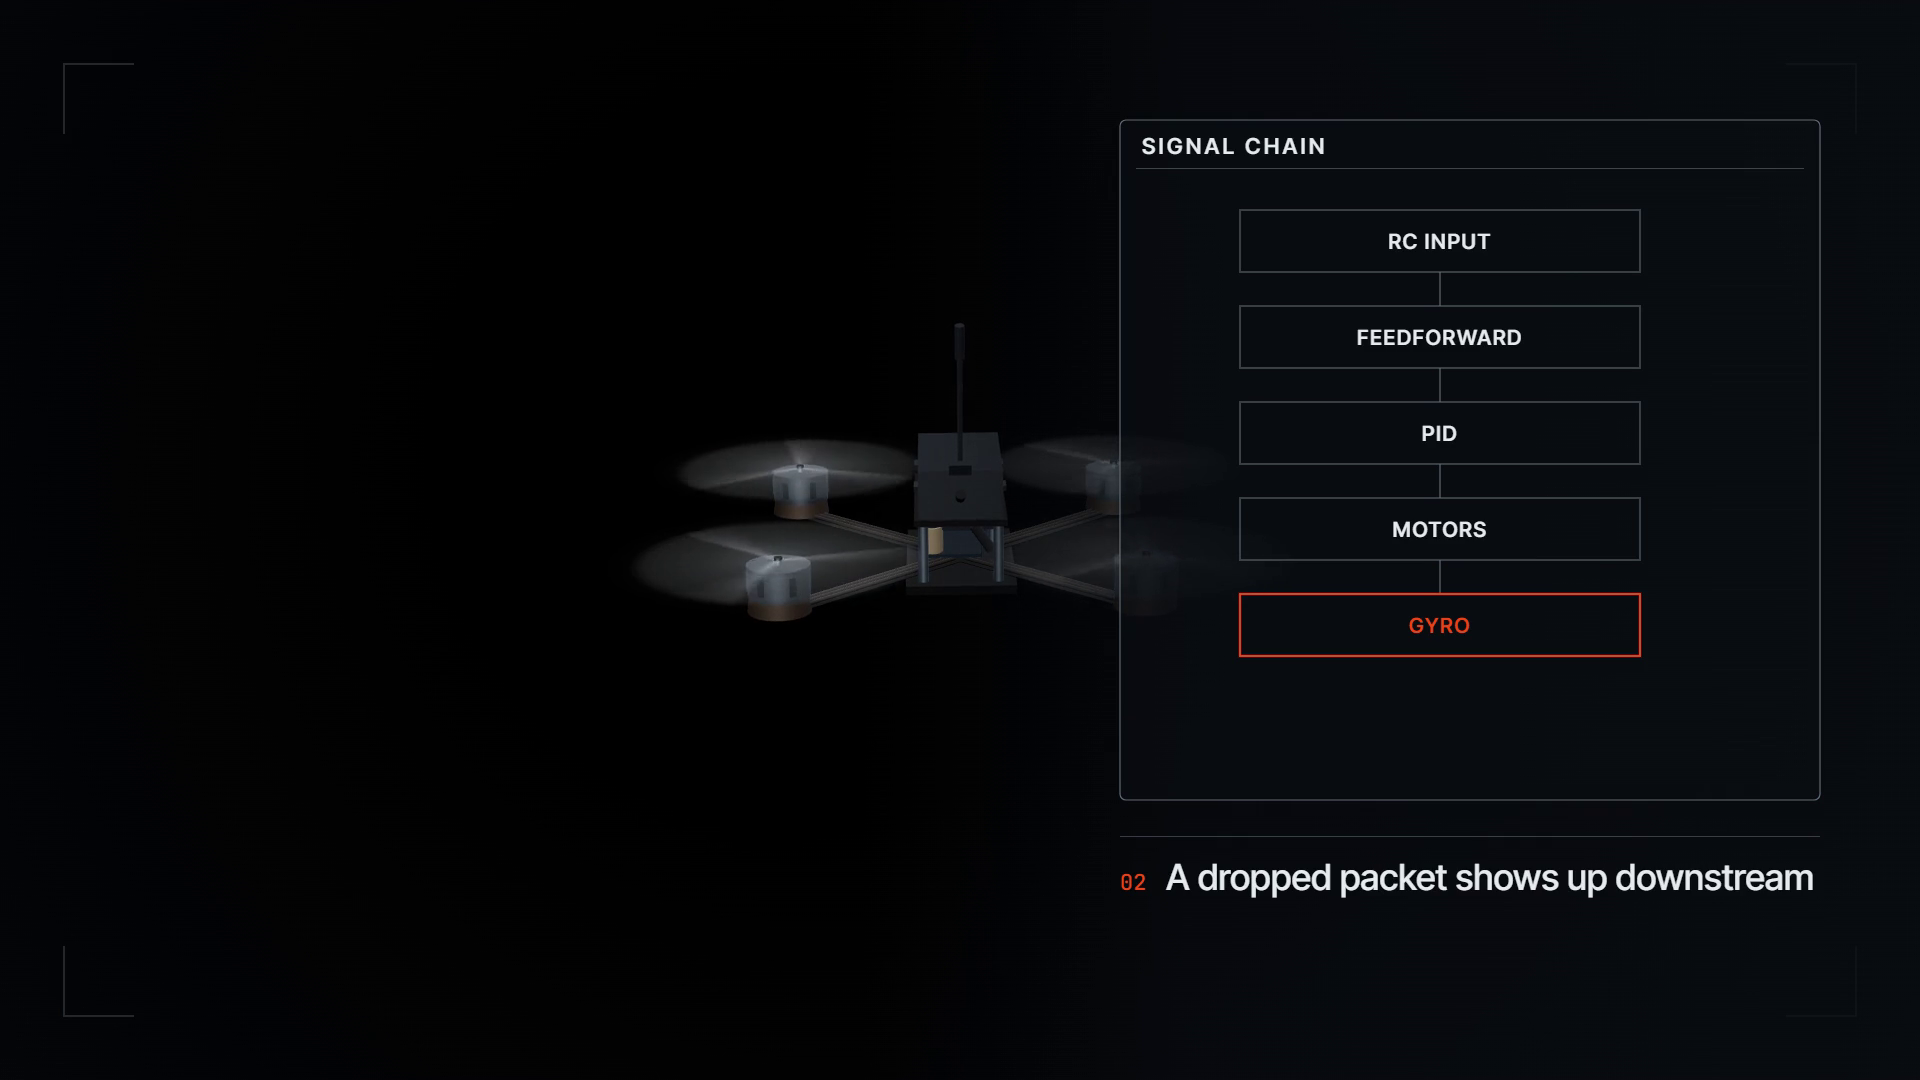 SIGNAL CHAIN
RC INPUT
FEEDFORWARD
PID
MOTORS
GYRO
02 A dropped packet shows up downstream